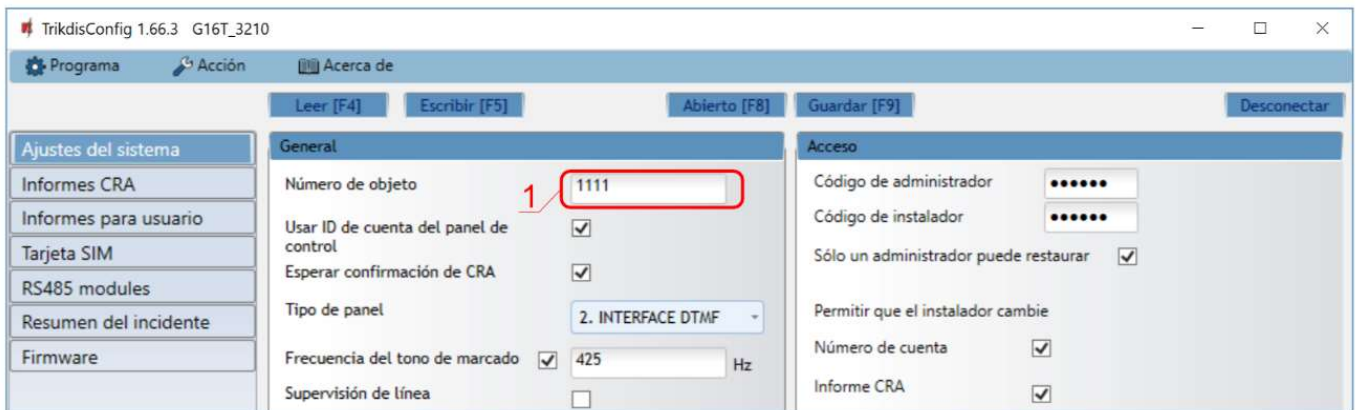 TrikdisConfig 1.66.3 G16T_3210
Programa Acción Acerca de
Leer [F4] Escribir [F5] Abierto [F8] Guardar [F9] Desconectar
Ajustes del sistema
Informes CRA
Informes para usuario
Tarjeta SIM
RS485 modules
Resumen del incidente
Firmware
General
Número de objeto 1 1111
Usar ID de cuenta del panel de
control
Esperar confirmación de CRA
Tipo de panel 2. INTERFACE DTMF
Frecuencia del tono de marcado 425 Hz
Supervisión de línea
Acceso
Código de administrador ••••••
Código de instalador ••••••
Sólo un administrador puede restaurar
Permitir que el instalador cambie
Número de cuenta
Informe CRA